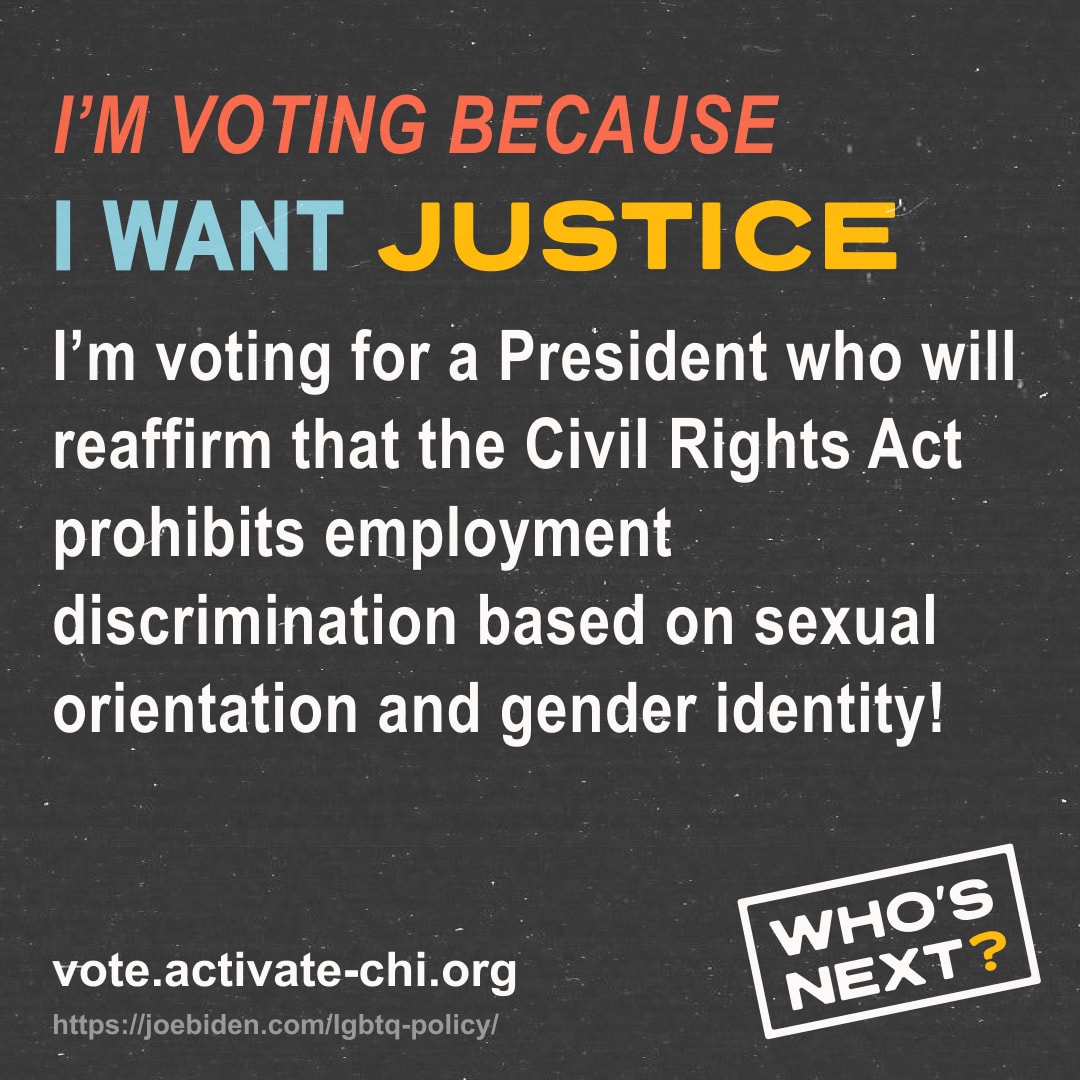 I'M VOTING BECAUSE
I WANT JUSTICE
I'm voting for a President who will
reaffirm that the Civil Rights Act
prohibits employment
discrimination based on sexual
orientation and gender identity!
WHO'S
NEXT?
vote.activate-chi.org
https://joebiden.com/lgbtq-policy/